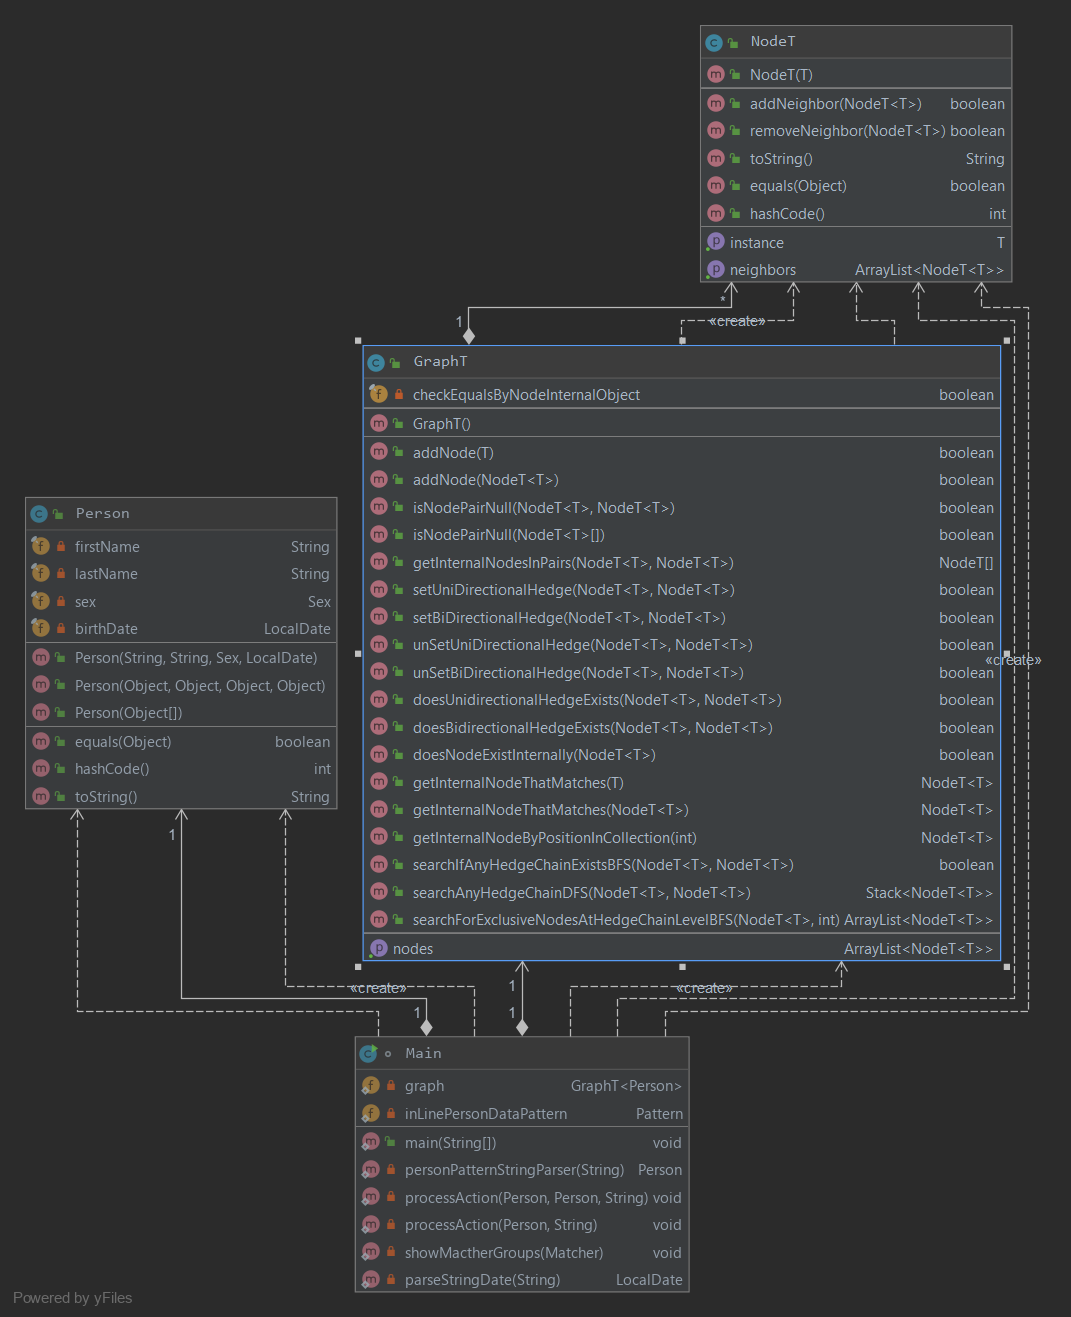 NodeT
NodeT(T)
addNeighbor(NodeT<T>) boolean
removeNeighbor(NodeT<T>) boolean
toString() String
equals(Object) boolean
hashCode() int
instance T
neighbors ArrayList<NodeT<T>>
*
1
«create»
GraphT
checkEqualsByNodeInternalObject boolean
GraphT()
addNode(T) boolean
addNode(NodeT<T>) boolean
isNodePairNull(NodeT<T>, NodeT<T>) boolean
isNodePairNull(NodeT<T>[]) boolean
getInternalNodesInPairs(NodeT<T>, NodeT<T>) NodeT[]
setUniDirectionalHedge(NodeT<T>, NodeT<T>) boolean
setBiDirectionalHedge(NodeT<T>, NodeT<T>) boolean
unSetUniDirectionalHedge(NodeT<T>, NodeT<T>) boolean
unSetBiDirectionalHedge(NodeT<T>, NodeT<T>) boolean
doesUnidirectionalHedgeExists(NodeT<T>, NodeT<T>) boolean
doesBidirectionalHedgeExists(NodeT<T>, NodeT<T>) boolean
doesNodeExistInternally(NodeT<T>) boolean
getInternalNodeThatMatches(T) NodeT<T>
getInternalNodeThatMatches(NodeT<T>) NodeT<T>
getInternalNodeByPositionInCollection(int) NodeT<T>
searchIfAnyHedgeChainExistsBFS(NodeT<T>, NodeT<T>) boolean
searchAnyHedgeChainDFS(NodeT<T>, NodeT<T>) Stack<NodeT<T>>
searchForExclusiveNodesAtHedgeChainLevelBFS(NodeT<T>, int) ArrayList<NodeT<T>>
nodes ArrayList<NodeT<T>>
«create»
Person
firstName String
lastName String
sex Sex
birthDate LocalDate
Person(String, String, Sex, LocalDate)
Person(Object, Object, Object, Object)
Person(Object[])
equals(Object) boolean
hashCode() int
toString() String
1
«create»
1
«create»
1
1
Main
graph GraphT<Person>
inLinePersonDataPattern Pattern
main(String[]) void
personPatternStringParser(String) Person
processAction(Person, Person, String) void
processAction(Person, String) void
showMactherGroups(Matcher) void
parseStringDate(String) LocalDate
Powered by yFiles